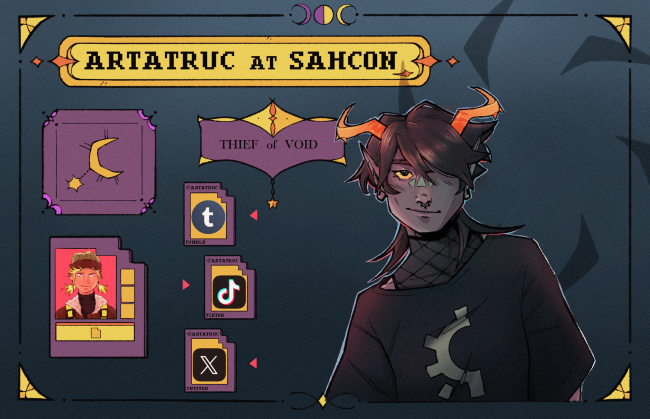 ARTATRUC AT SAHCON
THIEF of VOID
@ARTATRUC
t
TUMBLR
@ARTATRUC
TIKTOK
@ARTATRUC
X
TWITTER